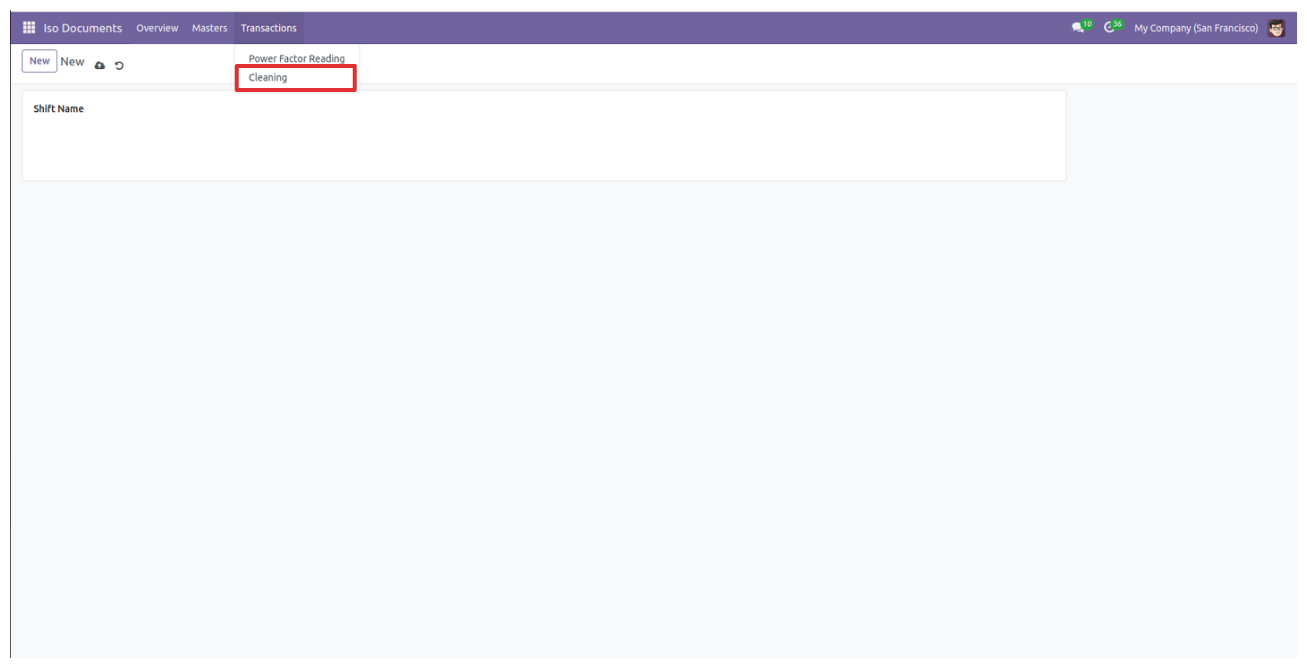 Iso Documents Overview Masters Transactions 10 36 My Company (San Francisco)
New New
Power Factor Reading
Cleaning
Shift Name